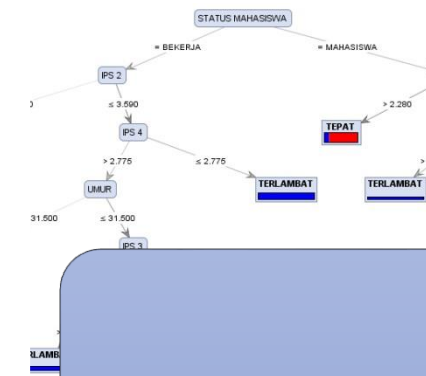 STATUS MAHASISWA
= BEKERJA
= MAHASISWA
IPS 2
≤ 3.590
> 2.280
IPS 4
TEPAT
> 2.775
≤ 2.775
UMUR
TERLAMBAT
TERLAMBAT
31.500
≤ 31.500
IPS 3